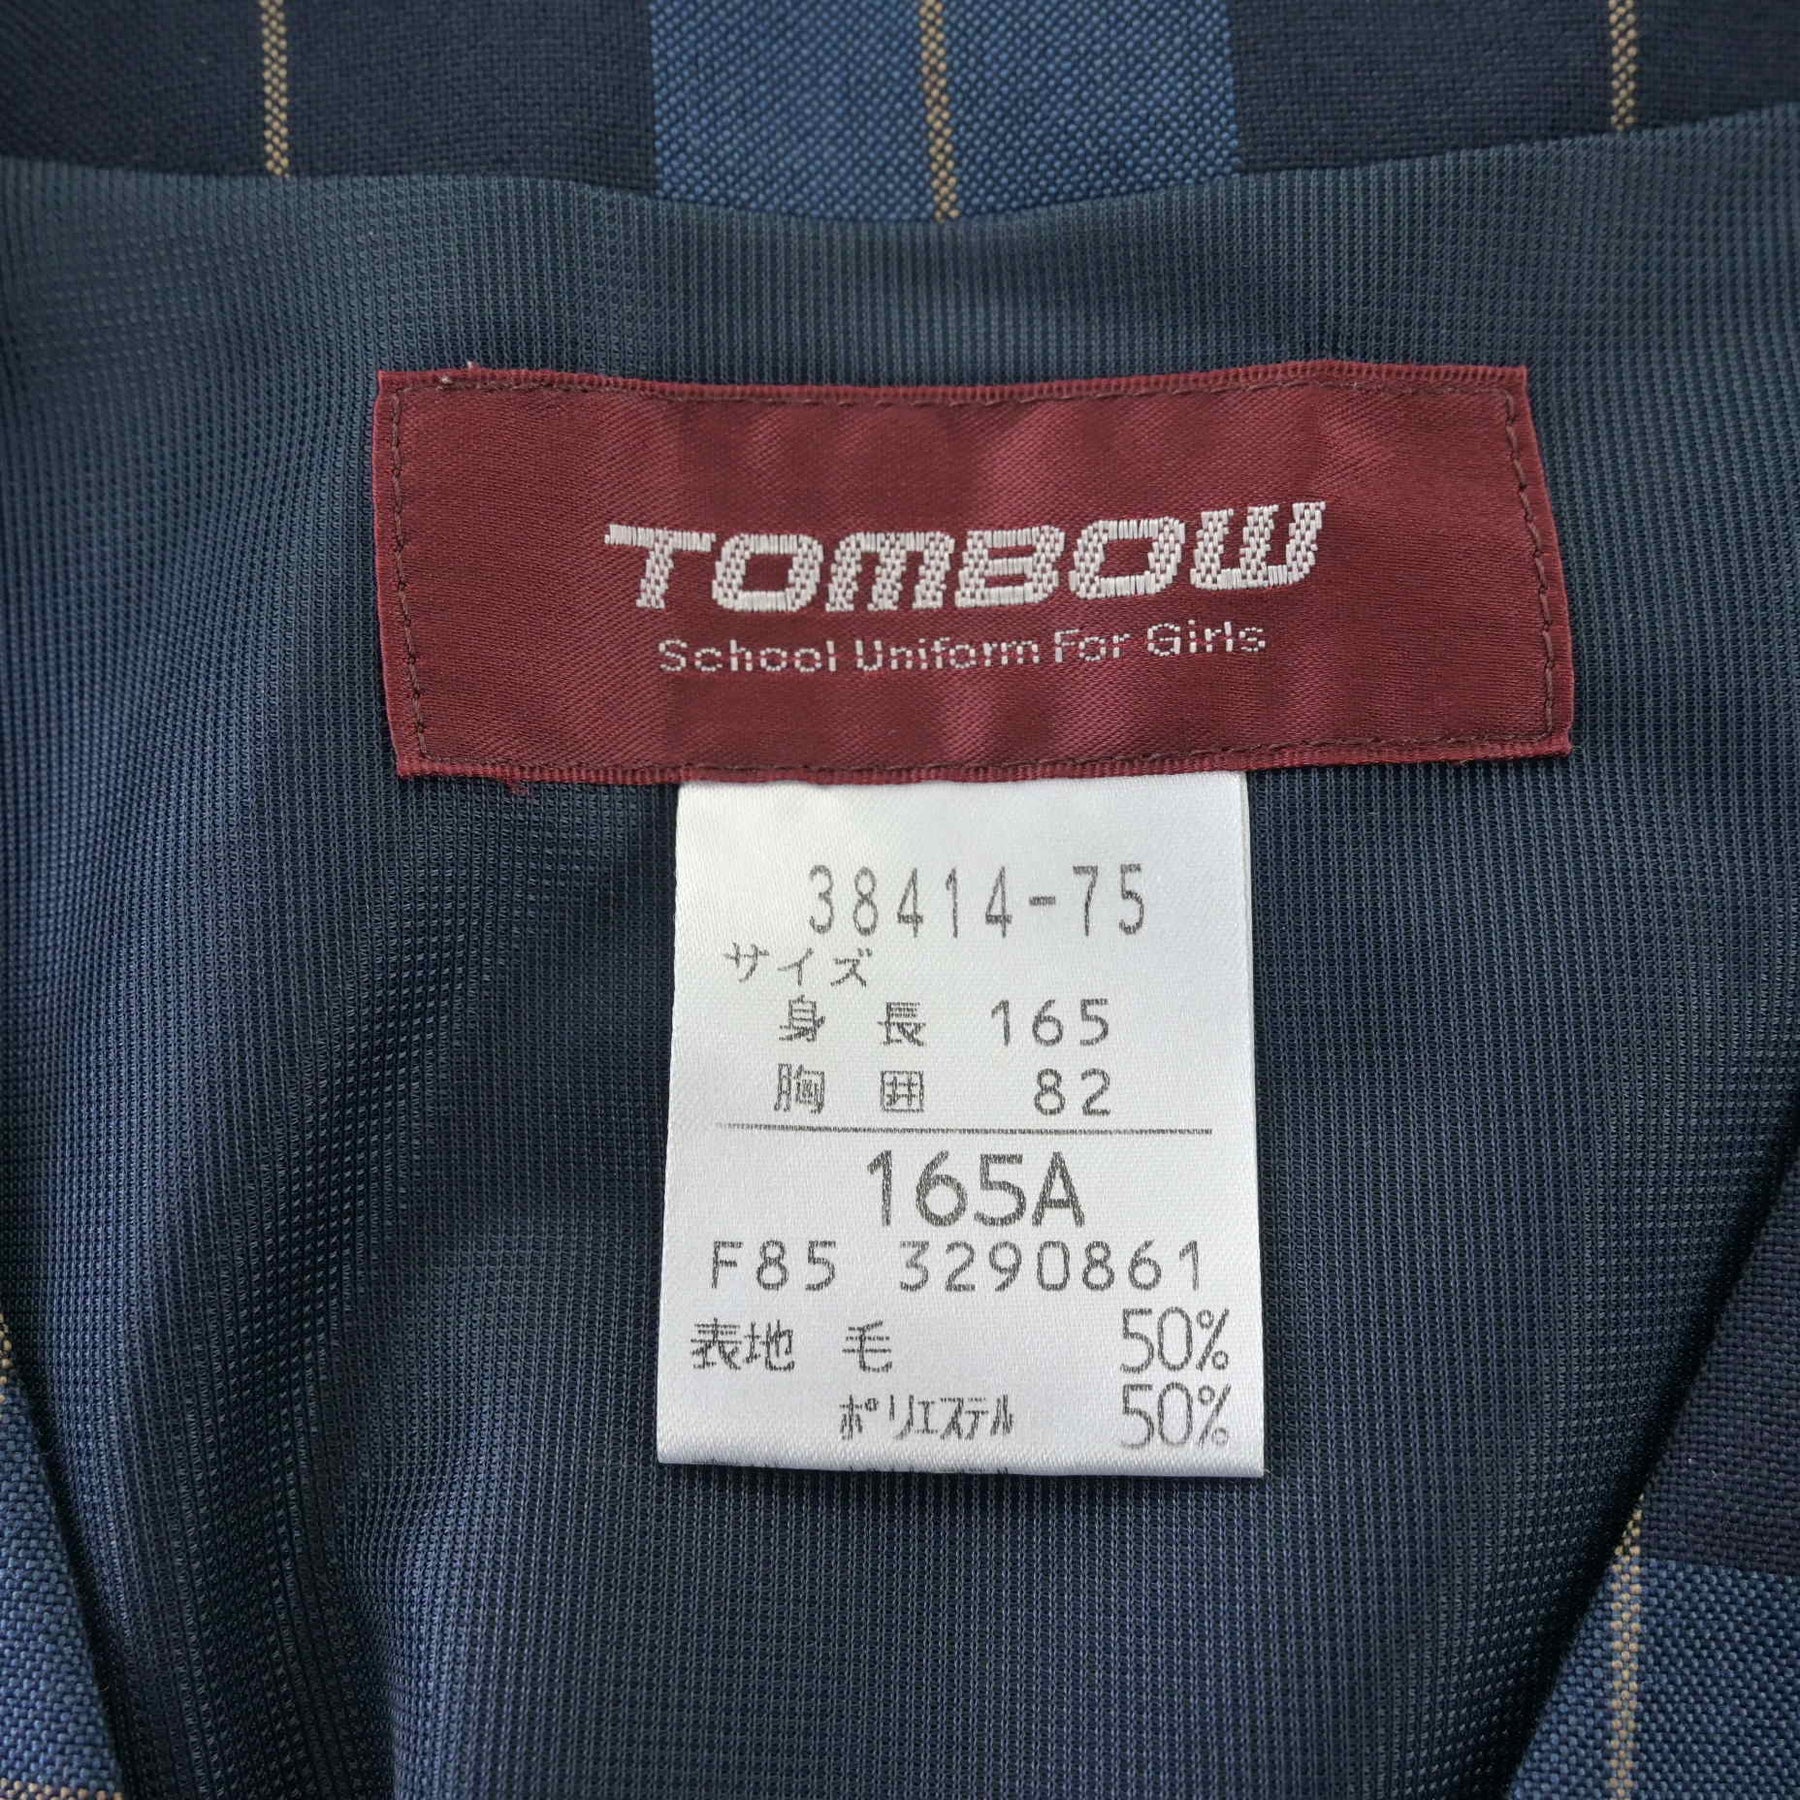 TOMBOW
School Uniform For Girls
38414-75
サイズ
身長 165
胸囲 82
165A
F85 3290861
表地 毛 50%
ポリエステル 50%